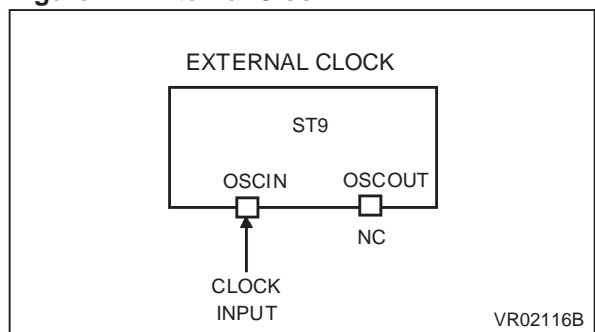 EXTERNAL CLOCK
ST9
OSCIN OSCOUT
NC
CLOCK
INPUT
VR02116B